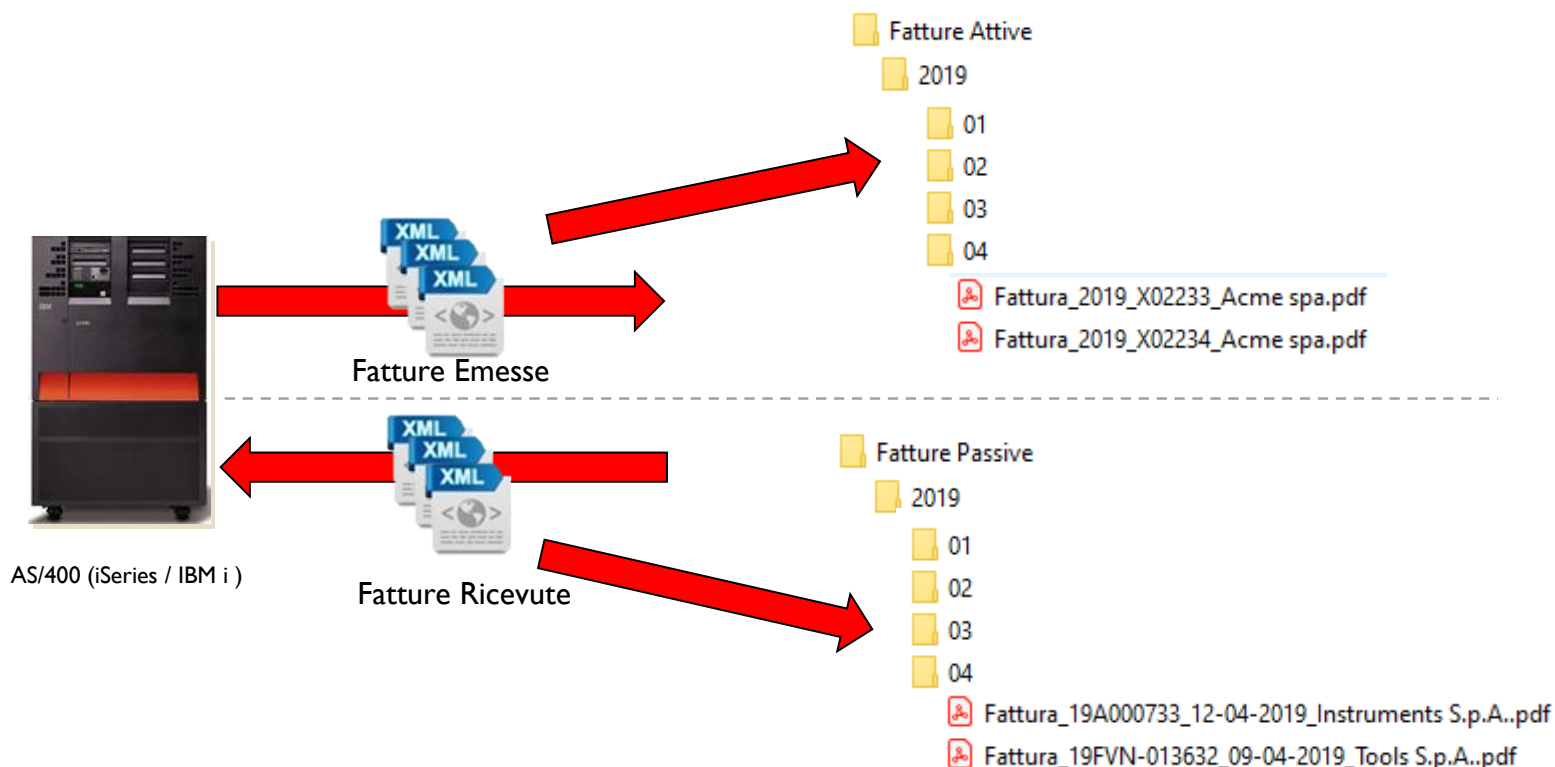 Fatture Attive
2019
01
02
03
04
Fattura_2019_X02233_Acme spa.pdf
Fattura_2019_X02234_Acme spa.pdf
XML
XML
XML
Fatture Emesse
IBM
AS/400 (iSeries / IBM i )
XML
XML
XML
Fatture Ricevute
Fatture Passive
2019
01
02
03
04
Fattura_19A000733_12-04-2019_Instruments S.p.A..pdf
Fattura_19FVN-013632_09-04-2019_Tools S.p.A..pdf